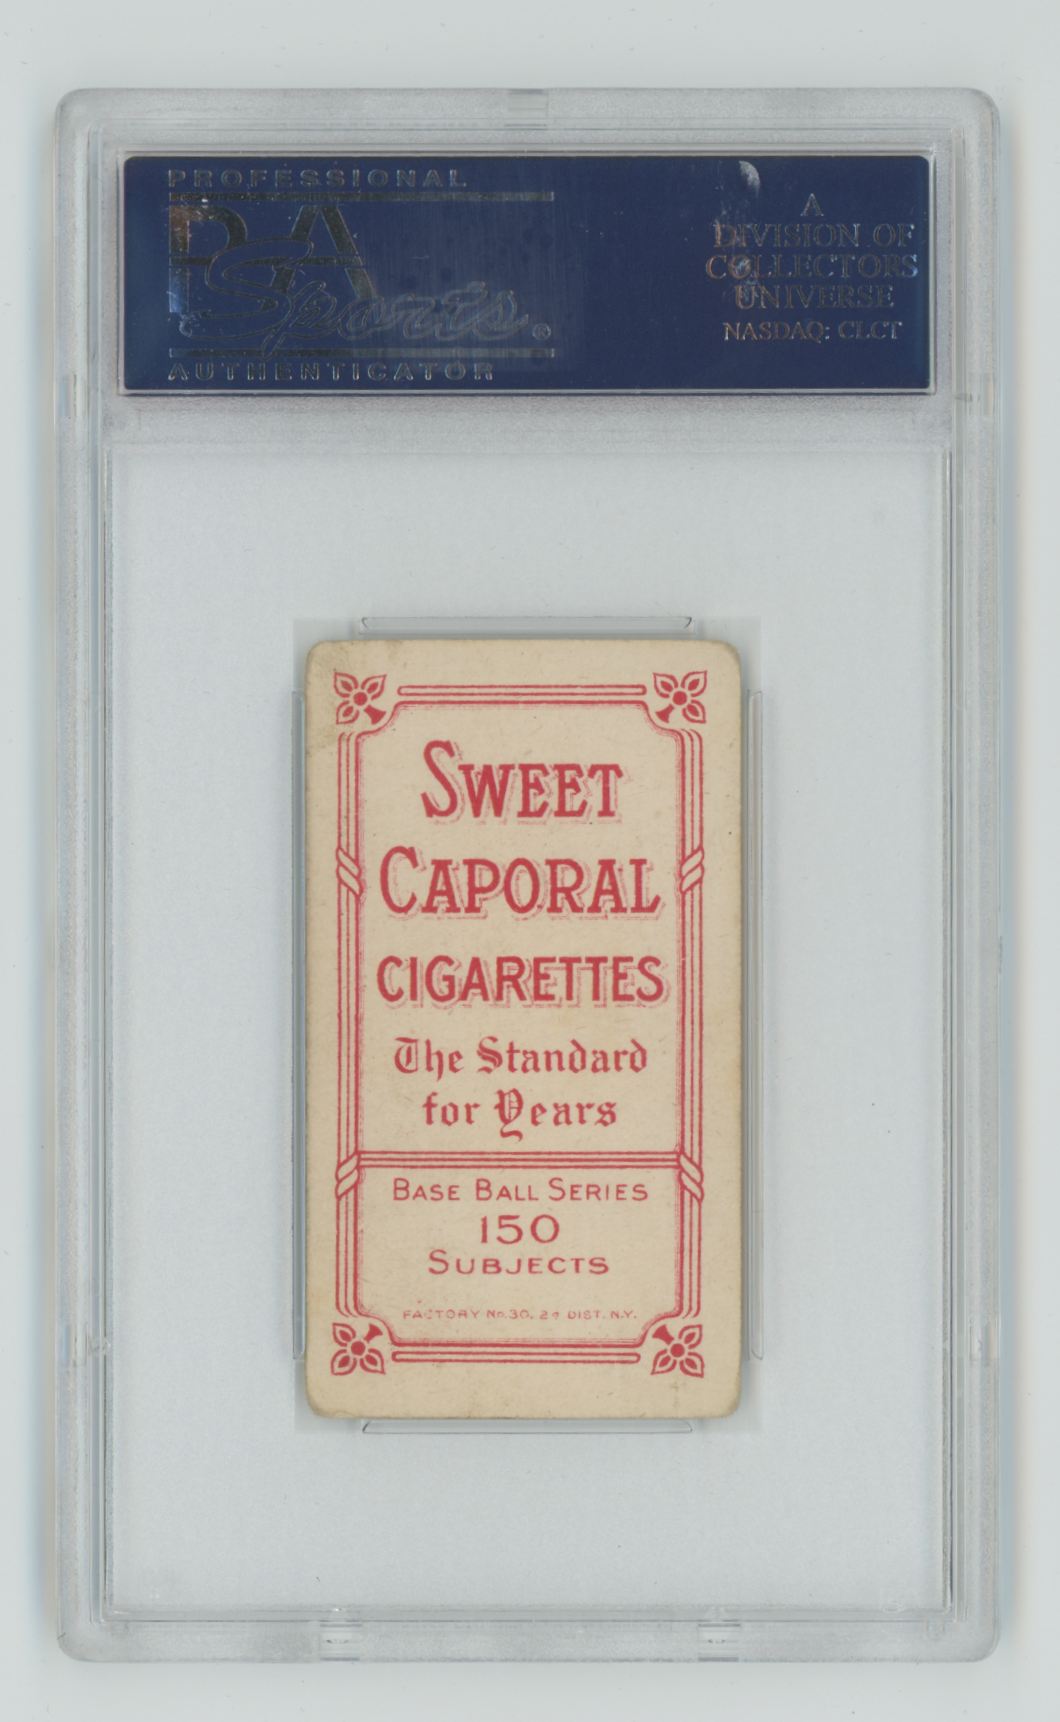 PROFESSIONAL
PSA
Sports®
AUTHENTICATOR
A
DIVISION OF
COLLECTORS
UNIVERSE
NASDAQ: CLCT
SWEET
CAPORAL
CIGARETTES
The Standard
for Years
BASE BALL SERIES
150
SUBJECTS
FACTORY No. 30, 2d DIST. N.Y.